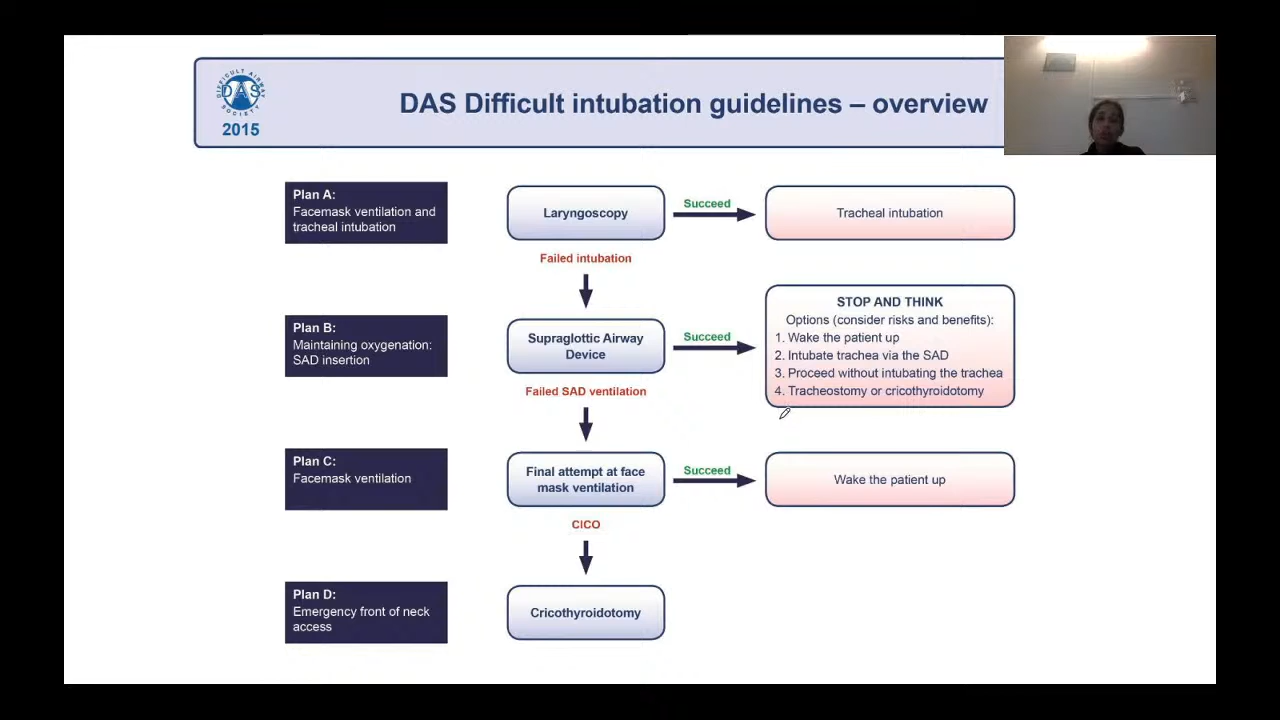 DIFFICULT AIRWAY
DAS
SOCIETY
2015
DAS Difficult intubation guidelines – overview
Plan A:
Facemask ventilation and
tracheal intubation
Laryngoscopy
Succeed
Tracheal intubation
Failed intubation
Plan B:
Maintaining oxygenation:
SAD insertion
Supraglottic Airway
Device
Succeed
STOP AND THINK
Options (consider risks and benefits):
1. Wake the patient up
2. Intubate trachea via the SAD
3. Proceed without intubating the trachea
4. Tracheostomy or cricothyroidotomy
Failed SAD ventilation
Plan C:
Facemask ventilation
Final attempt at face
mask ventilation
Succeed
Wake the patient up
CICO
Plan D:
Emergency front of neck
access
Cricothyroidotomy